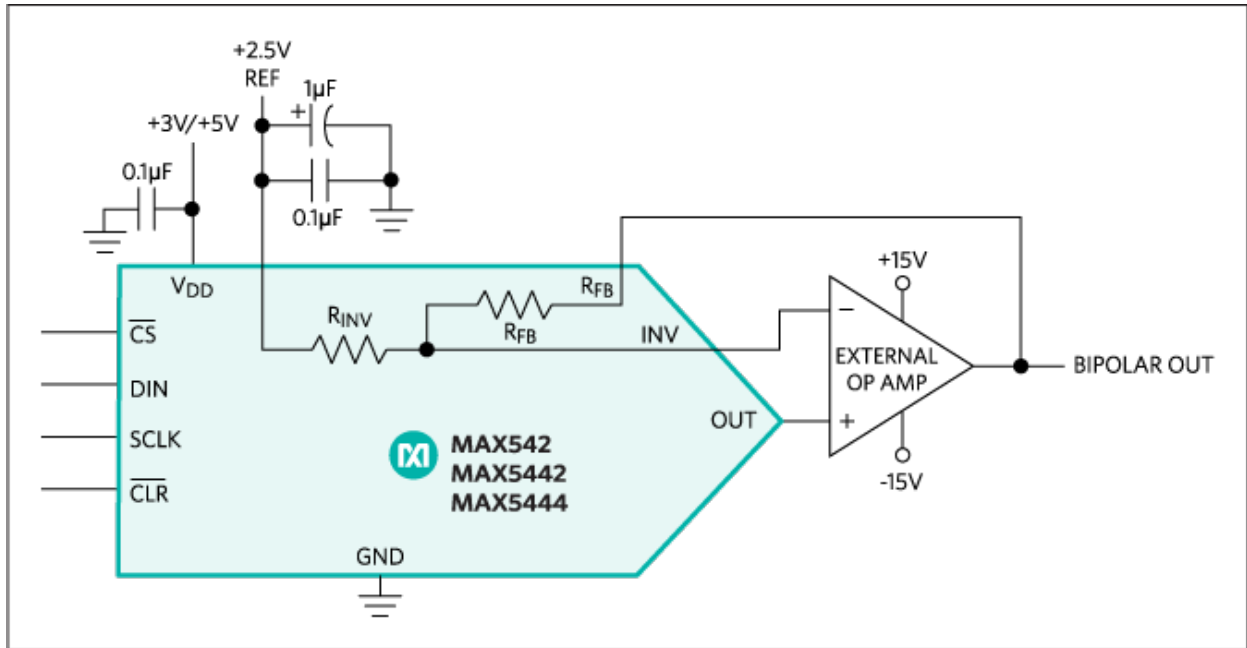 +2.5V
REF
1µF
+
+3V/+5V
0.1µF
0.1µF
VDD
RINV
RFB
RFB
INV
+15V
−
EXTERNAL
OP AMP
BIPOLAR OUT
+
-15V
CS
DIN
SCLK
CLR
OUT
MAX542
MAX5442
MAX5444
GND